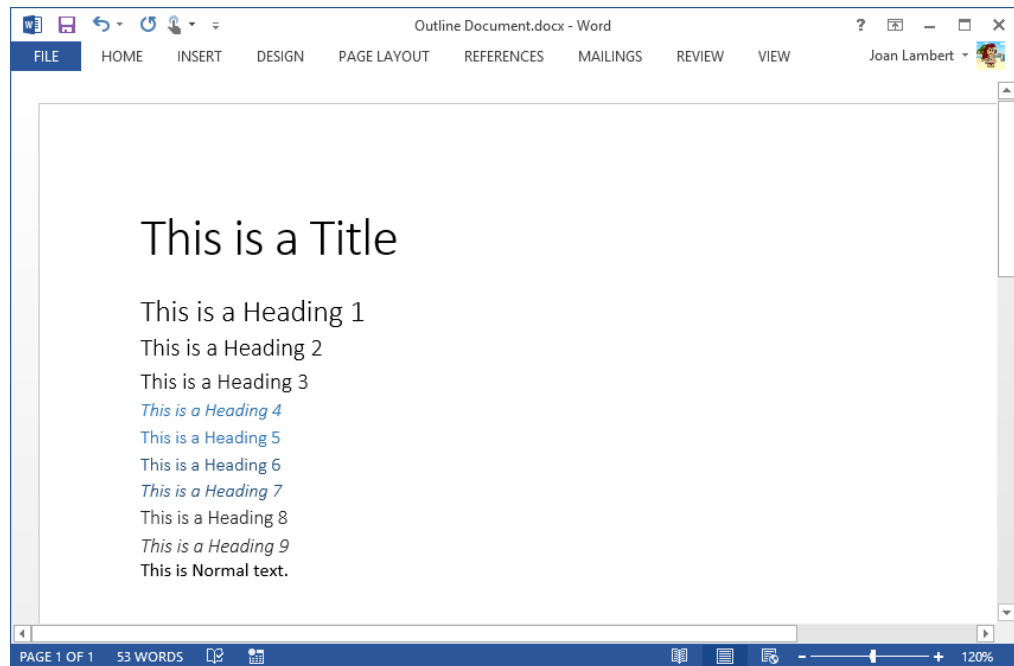 Outline Document.docx - Word
FILE HOME INSERT DESIGN PAGE LAYOUT REFERENCES MAILINGS REVIEW VIEW Joan Lambert
This is a Title
This is a Heading 1
This is a Heading 2
This is a Heading 3
This is a Heading 4
This is a Heading 5
This is a Heading 6
This is a Heading 7
This is a Heading 8
This is a Heading 9
This is Normal text.
PAGE 1 OF 1 53 WORDS 120%